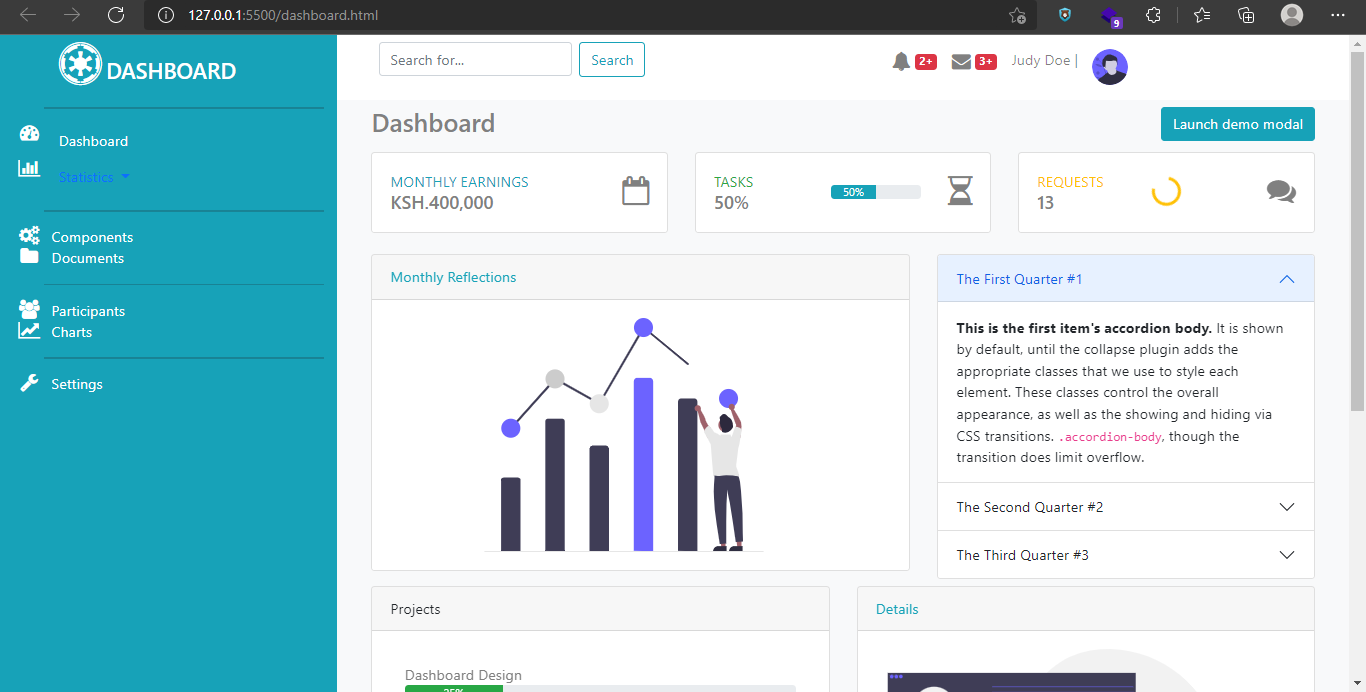 127.0.0.1:5500/dashboard.html
9
DASHBOARD
Dashboard
Statistics
Components
Documents
Participants
Charts
Settings
Search for...
Search
2+
3+
Judy Doe |
Dashboard
Launch demo modal
MONTHLY EARNINGS
KSH.400,000
TASKS
50%
50%
REQUESTS
13
Monthly Reflections
The First Quarter #1
This is the first item's accordion body. It is shown
by default, until the collapse plugin adds the
appropriate classes that we use to style each
element. These classes control the overall
appearance, as well as the showing and hiding via
CSS transitions. .accordion-body, though the
transition does limit overflow.
The Second Quarter #2
The Third Quarter #3
Projects
Dashboard Design
Details